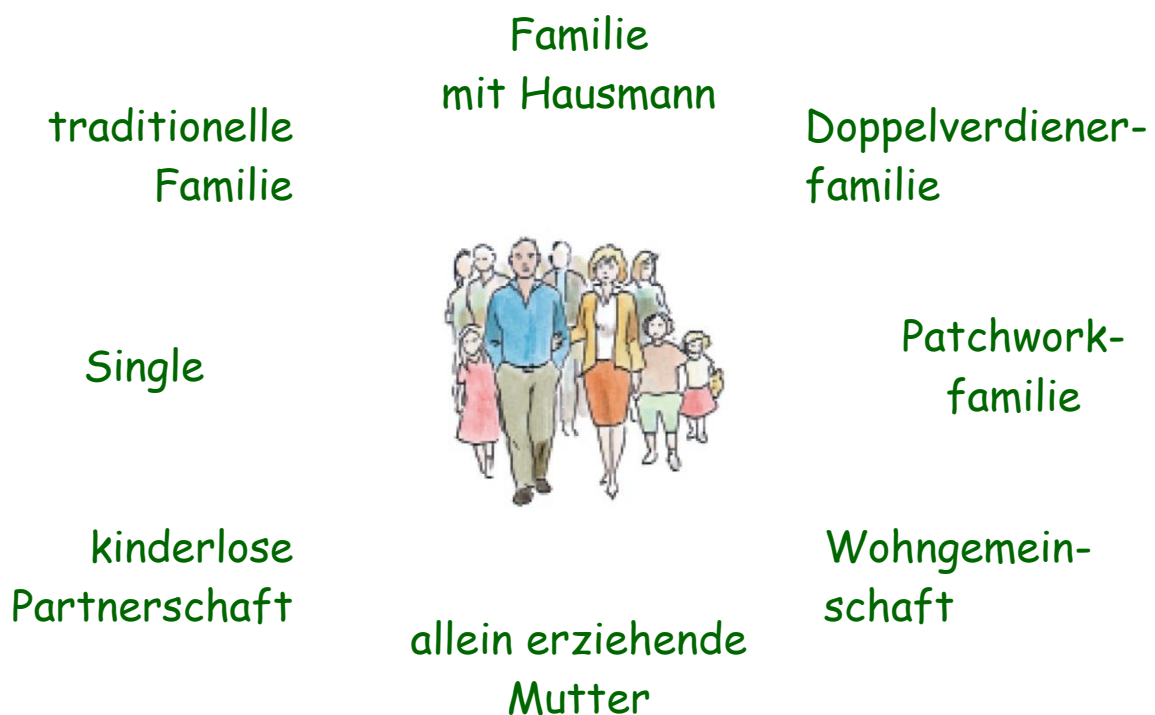 Familie
mit Hausmann
traditionelle
Familie
Doppelverdiener-
familie
Single
Patchwork-
familie
kinderlose
Partnerschaft
Wohngemein-
schaft
allein erziehende
Mutter